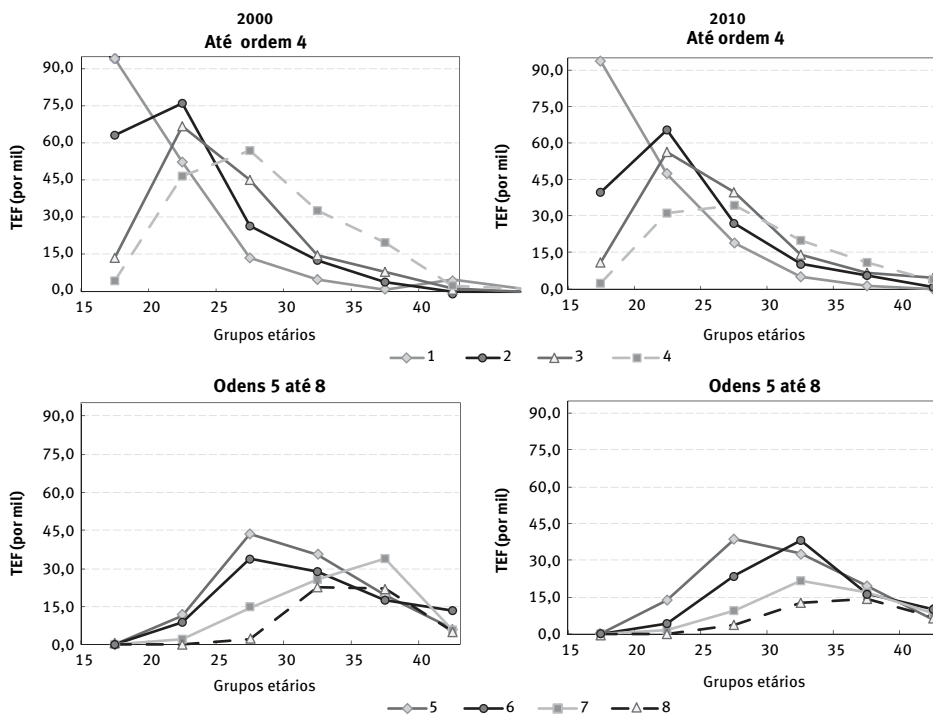 2000
Até ordem 4
TEF (por mil)
90,0
75,0
60,0
45,0
30,0
15,0
0,0
15 20 25 30 35 40
Grupos etários
2010
Até ordem 4
TEF (por mil)
90,0
75,0
60,0
45,0
30,0
15,0
0,0
15 20 25 30 35 40
Grupos etários
1 2 3 4
Odens 5 até 8
TEF (por mil)
90,0
75,0
60,0
45,0
30,0
15,0
0,0
15 20 25 30 35 40
Grupos etários
Odens 5 até 8
TEF (por mil)
90,0
75,0
60,0
45,0
30,0
15,0
0,0
15 20 25 30 35 40
Grupos etários
5 6 7 8